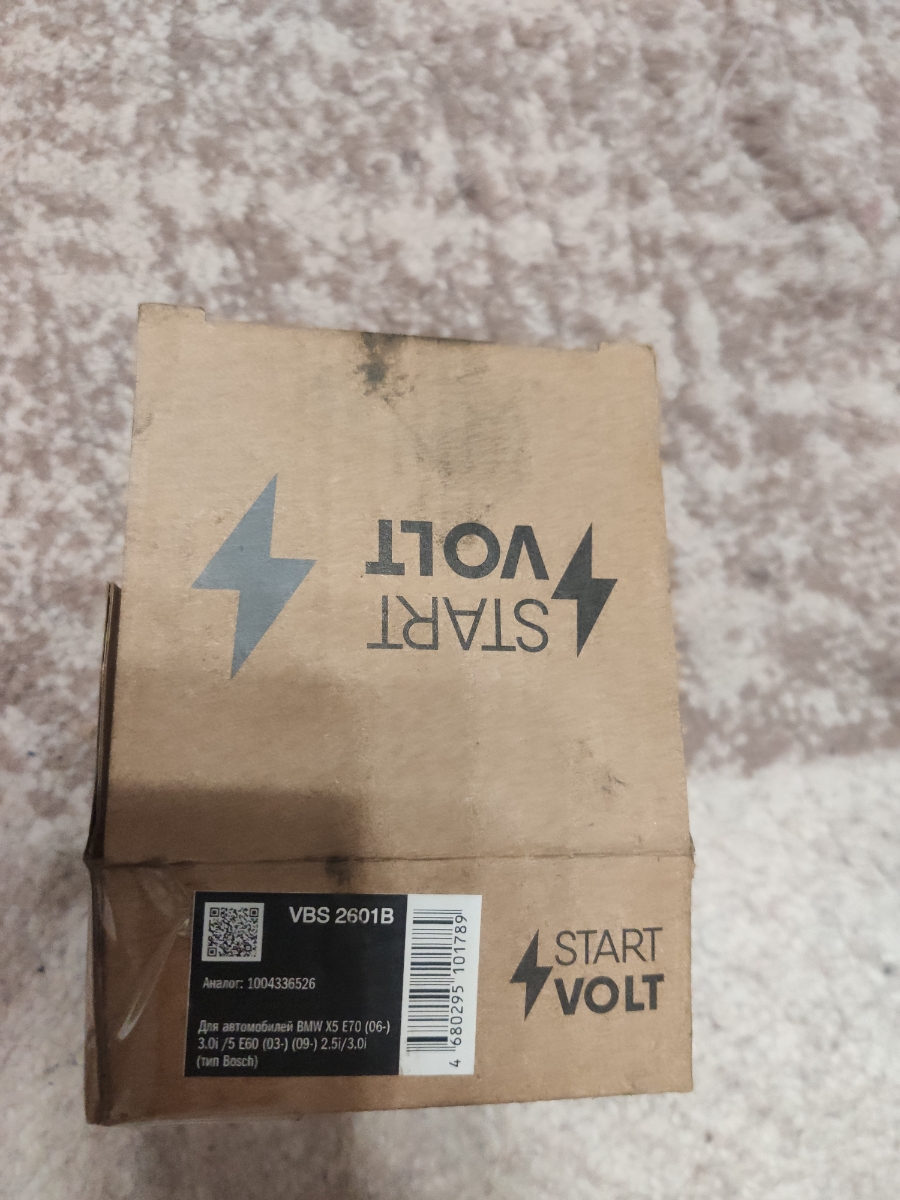 START
VOLT
VBS 2601B
Аналог: 1004336526
Для автомобилей BMW X5 E70 (06-)
3.0i /5 E60 (03-) (09-) 2.5i/3.0i
(тип Bosch)
4 680295 101789
START
VOLT